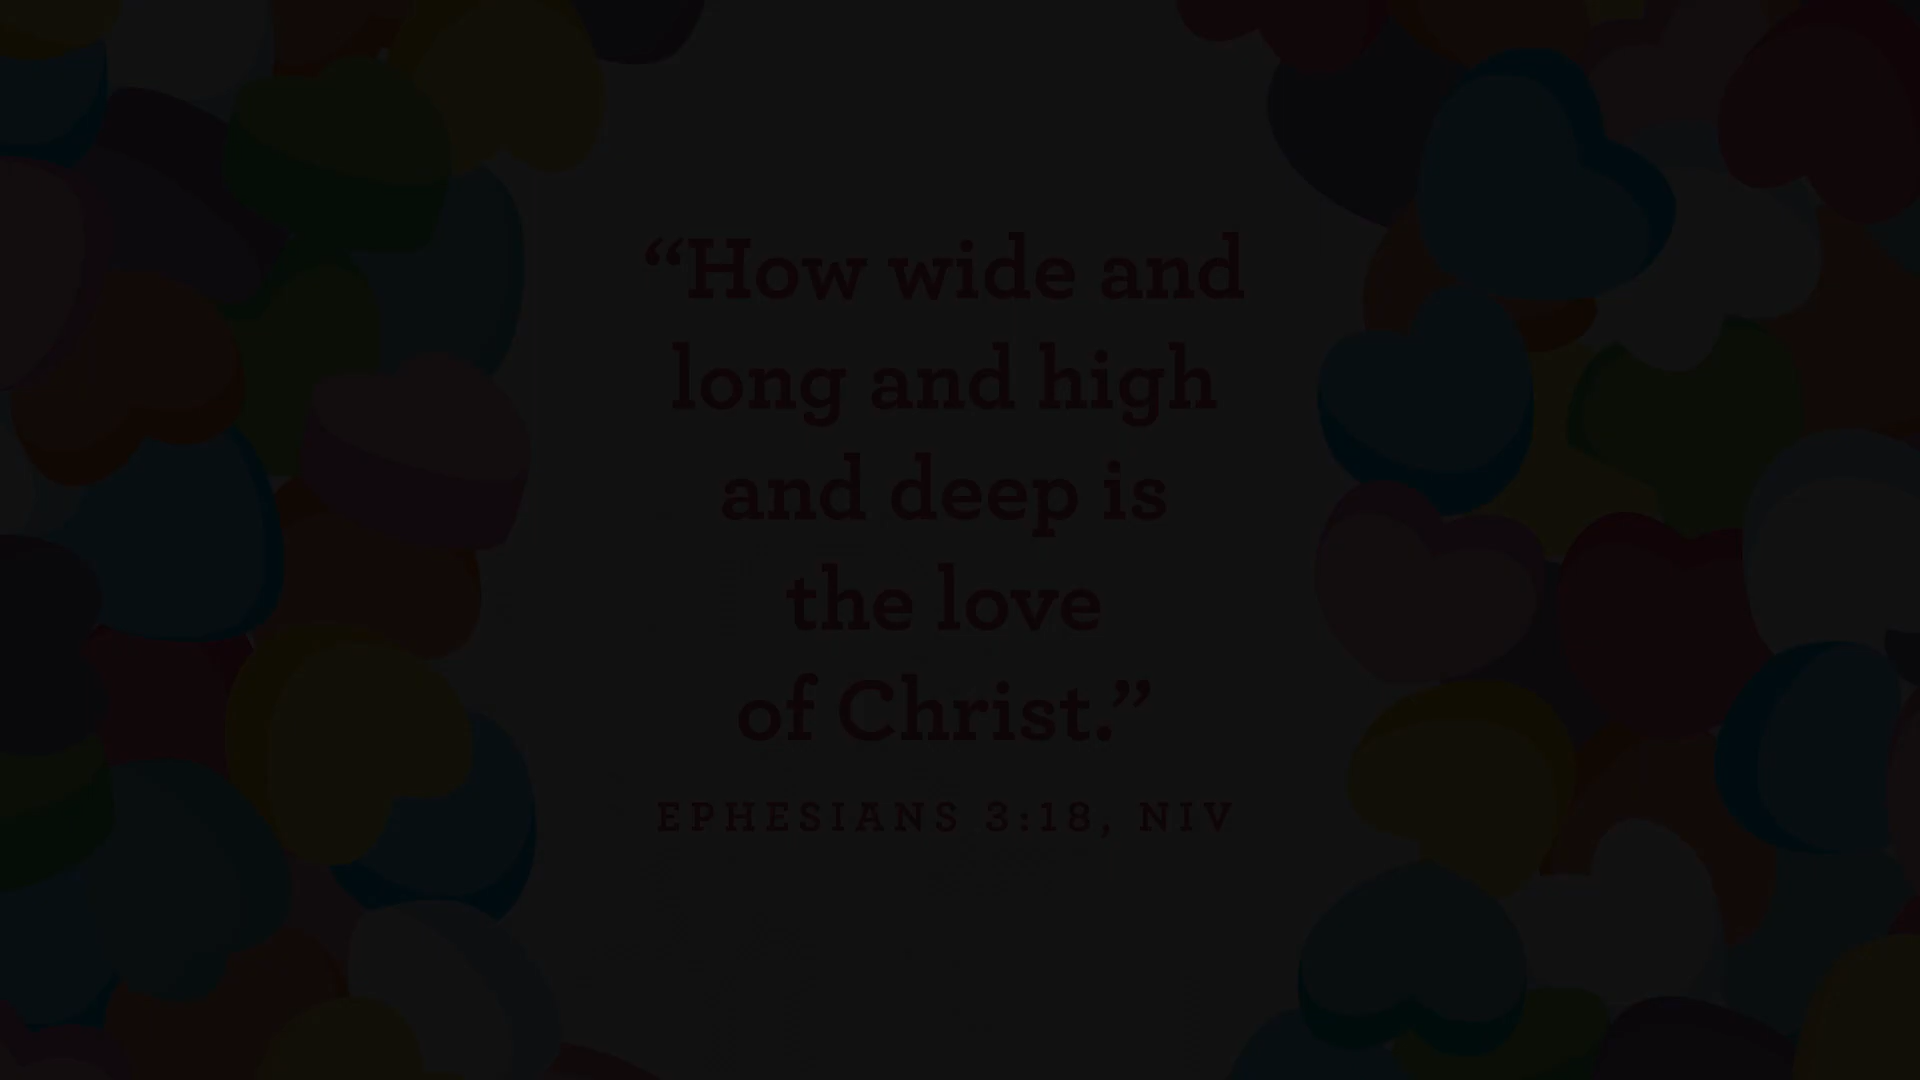 “How wide and
long and high
and deep is
the love
of Christ.”
EPHESIANS 3:18, NIV